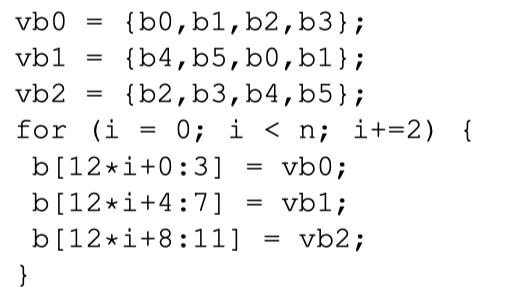 vb0 = {b0,b1,b2,b3};
vb1 = {b4,b5,b0,b1};
vb2 = {b2,b3,b4,b5};
for (i = 0; i < n; i+=2) {
b[12*i+0:3] = vb0;
b[12*i+4:7] = vb1;
b[12*i+8:11] = vb2;
}